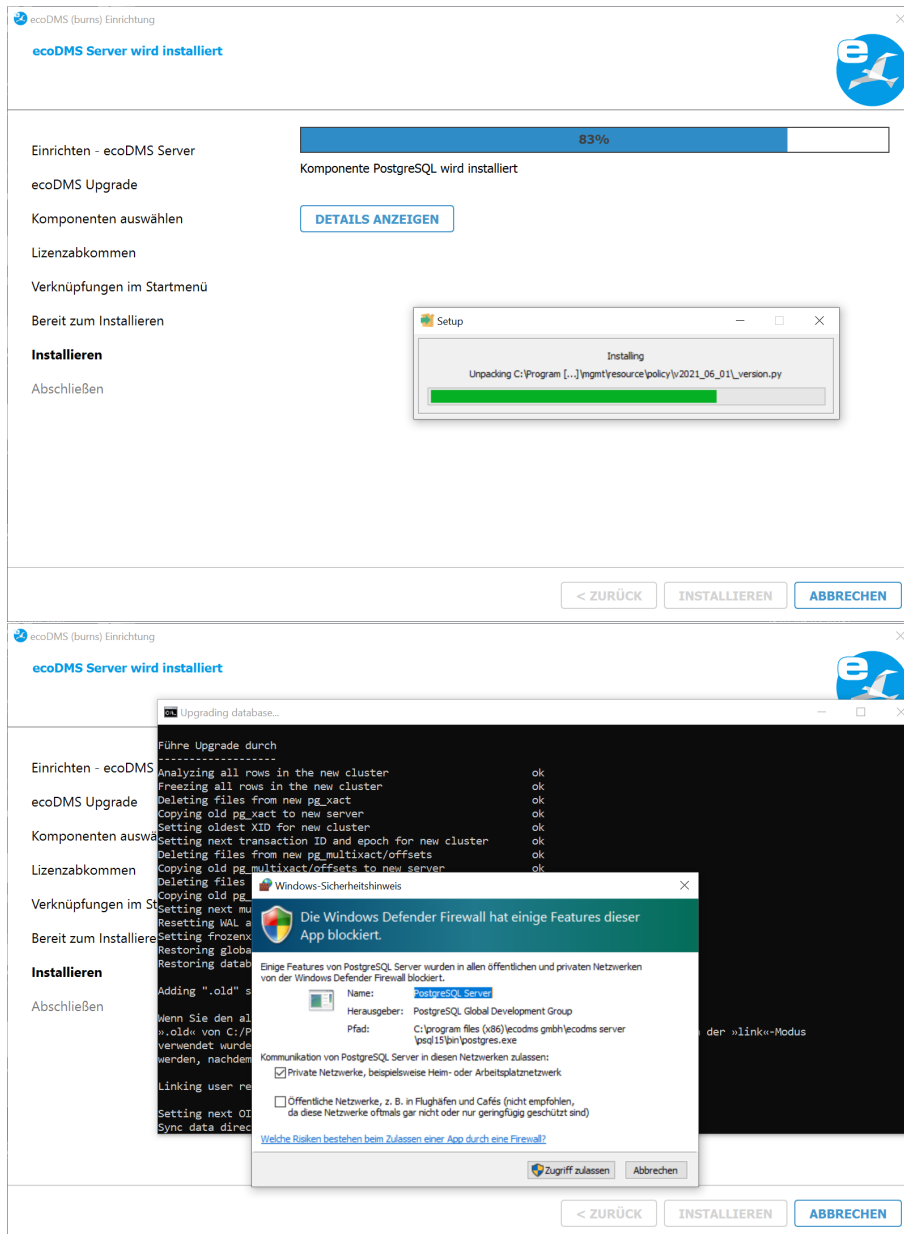 ecoDMS (burns) Einrichtung
ecoDMS Server wird installiert
e
Einrichten - ecoDMS Server
ecoDMS Upgrade
Komponenten auswählen
Lizenzabkommen
Verknüpfungen im Startmenü
Bereit zum Installieren
Installieren
Abschließen
83%
Komponente PostgreSQL wird installiert
DETAILS ANZEIGEN
Setup
Installing
Unpacking C:\Program [...]\mgmt\resource\policy\v2021_06_01\_version.py
< ZURÜCK
INSTALLIEREN
ABBRECHEN
ecoDMS (burns) Einrichtung
ecoDMS Server wird installiert
e
Einrichten - ecoDMS
ecoDMS Upgrade
Komponenten auswä
Lizenzabkommen
Verknüpfungen im St
Bereit zum Installiere
Installieren
Abschließen
Upgrading database...
Führe Upgrade durch
------------------
Analyzing all rows in the new cluster ok
Freezing all rows in the new cluster ok
Deleting files from new pg_xact ok
Copying old pg_xact to new server ok
Setting oldest XID for new cluster ok
Setting next transaction ID and epoch for new cluster ok
Deleting files from new pg_multixact/offsets ok
Copying old pg_multixact/offsets to new server ok
Deleting files
Copying old pg_
Setting next mu
Resetting WAL a
Setting frozenx
Restoring globa
Restoring datab
Adding ".old" s
Wenn Sie den al
».old« von C:/P n der »link«-Modus
verwendet wurde
werden, nachdem
Linking user re
Setting next OI
Sync data direc
Windows-Sicherheitshinweis
Die Windows Defender Firewall hat einige Features dieser
App blockiert.
Einige Features von PostgreSQL Server wurden in allen öffentlichen und privaten Netzwerken
von der Windows Defender Firewall blockiert.
Name: PostgreSQL Server
Herausgeber: PostgreSQL Global Development Group
Pfad: C:\program files (x86)\ecodms gmbh\ecodms server
\psql15\bin\postgres.exe
Kommunikation von PostgreSQL Server in diesen Netzwerken zulassen:
Private Netzwerke, beispielsweise Heim- oder Arbeitsplatznetzwerk
Öffentliche Netzwerke, z. B. in Flughäfen und Cafés (nicht empfohlen,
da diese Netzwerke oftmals gar nicht oder nur geringfügig geschützt sind)
Welche Risiken bestehen beim Zulassen einer App durch eine Firewall?
Zugriff zulassen
Abbrechen
< ZURÜCK
INSTALLIEREN
ABBRECHEN